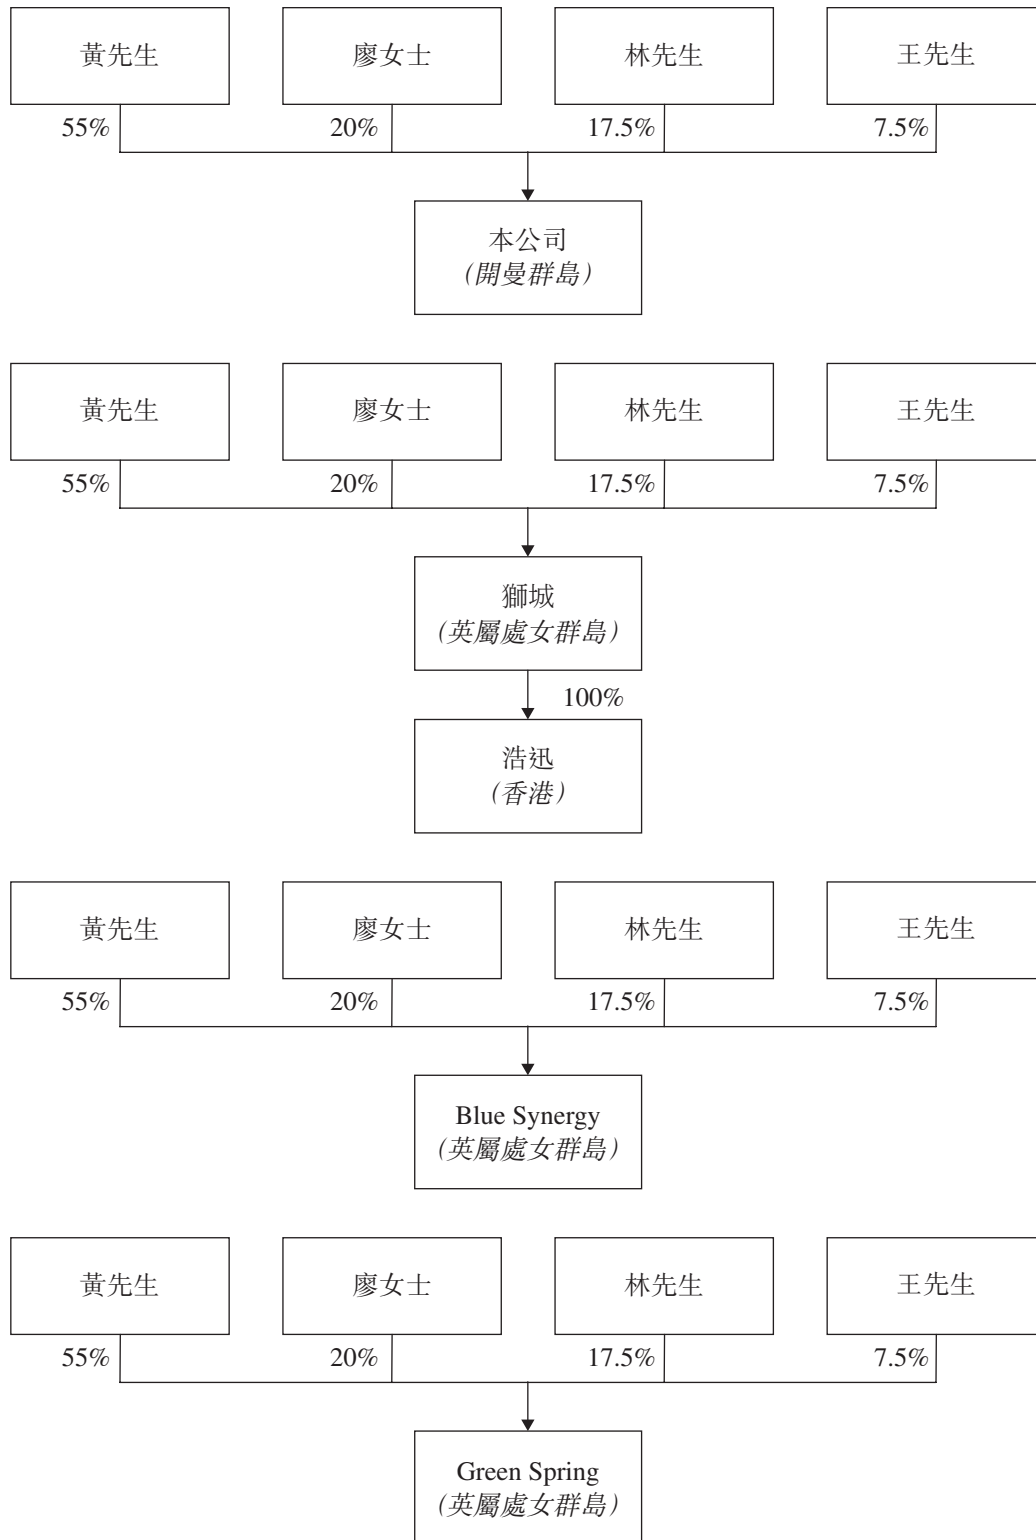 黃先生 廖女士 林先生 王先生
55% 20% 17.5% 7.5%
本公司
(開曼群島)
黃先生 廖女士 林先生 王先生
55% 20% 17.5% 7.5%
獅城
(英屬處女群島)
100%
浩迅
(香港)
黃先生 廖女士 林先生 王先生
55% 20% 17.5% 7.5%
Blue Synergy
(英屬處女群島)
黃先生 廖女士 林先生 王先生
55% 20% 17.5% 7.5%
Green Spring
(英屬處女群島)